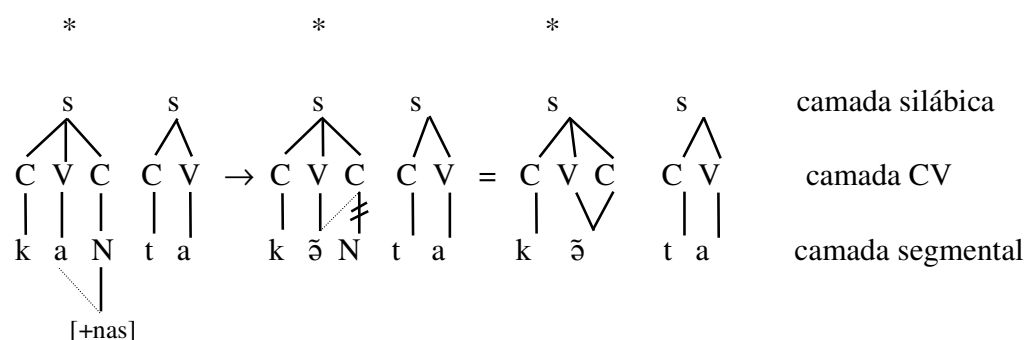 * * *
s s s s s s camada silábica
C V C C V → C V C C V = C V C C V camada CV
k a N t a k ə̃ N t a k ə̃ t a camada segmental
[+nas]